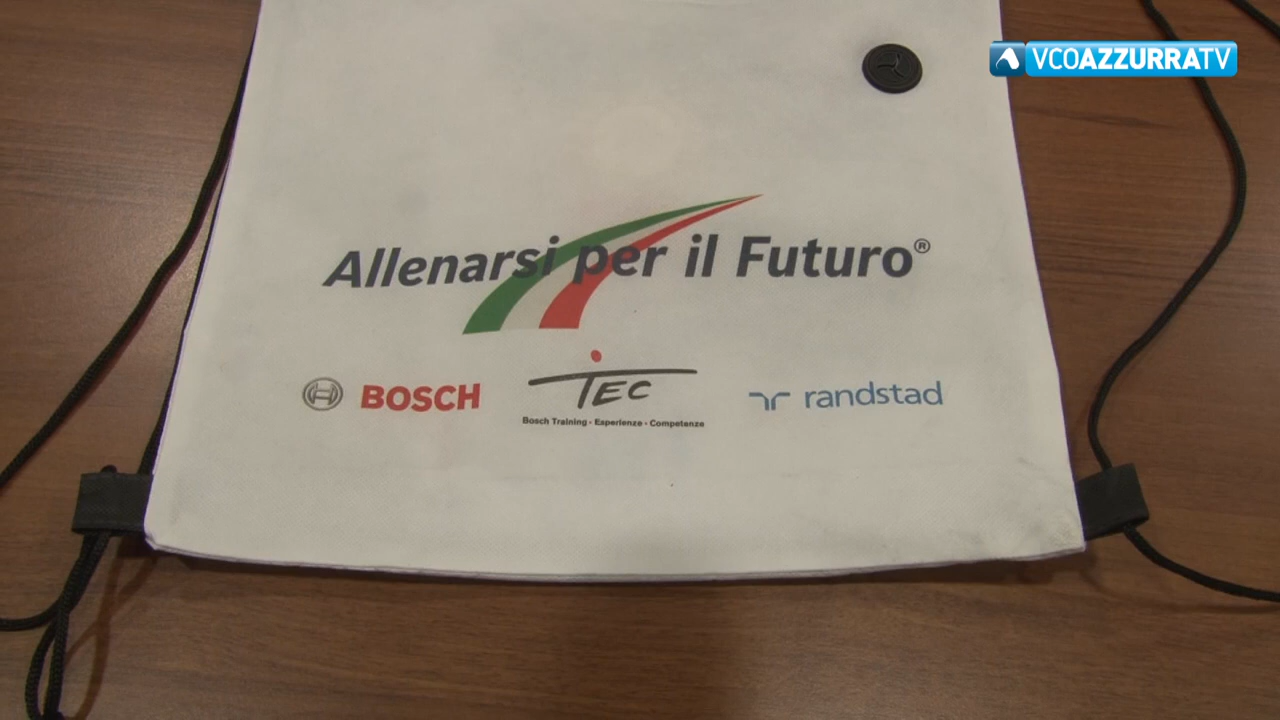 VCOAZZURRATV
Allenarsi per il Futuro®
BOSCH
TEC
randstad
Bosch Training · Esperienze · Competenze